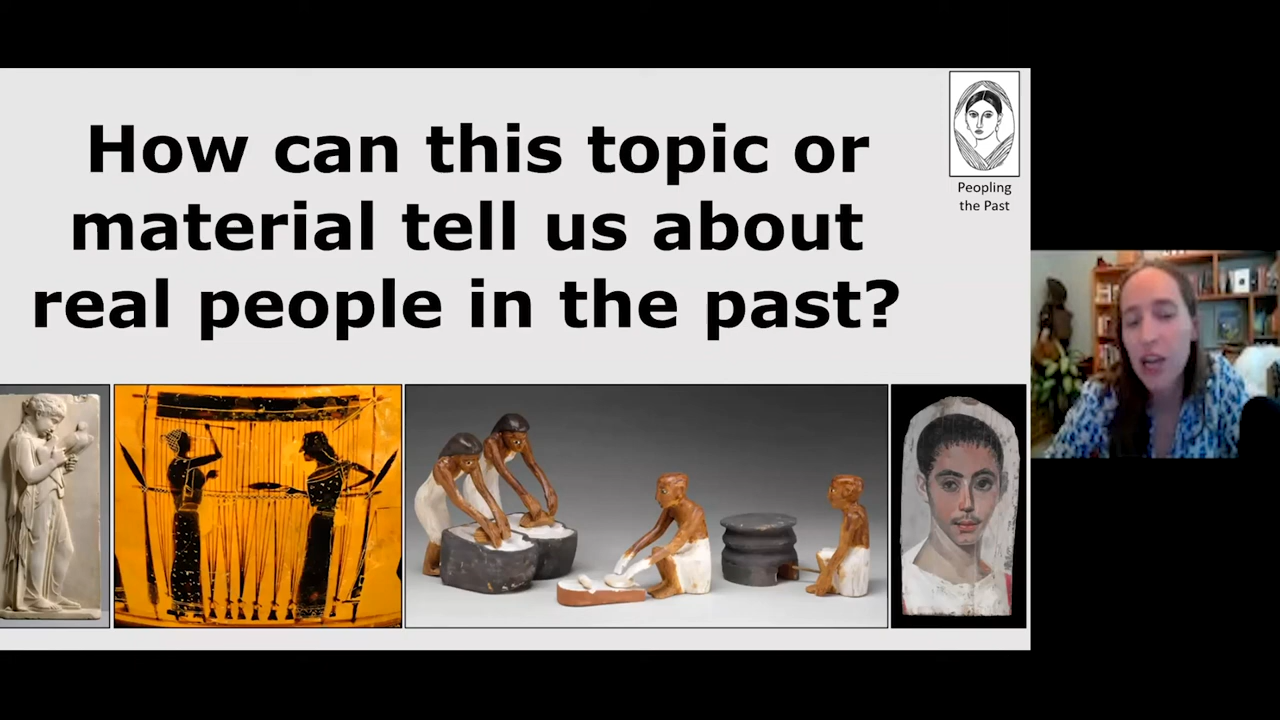 How can this topic or
material tell us about
real people in the past?
Peopling
the Past